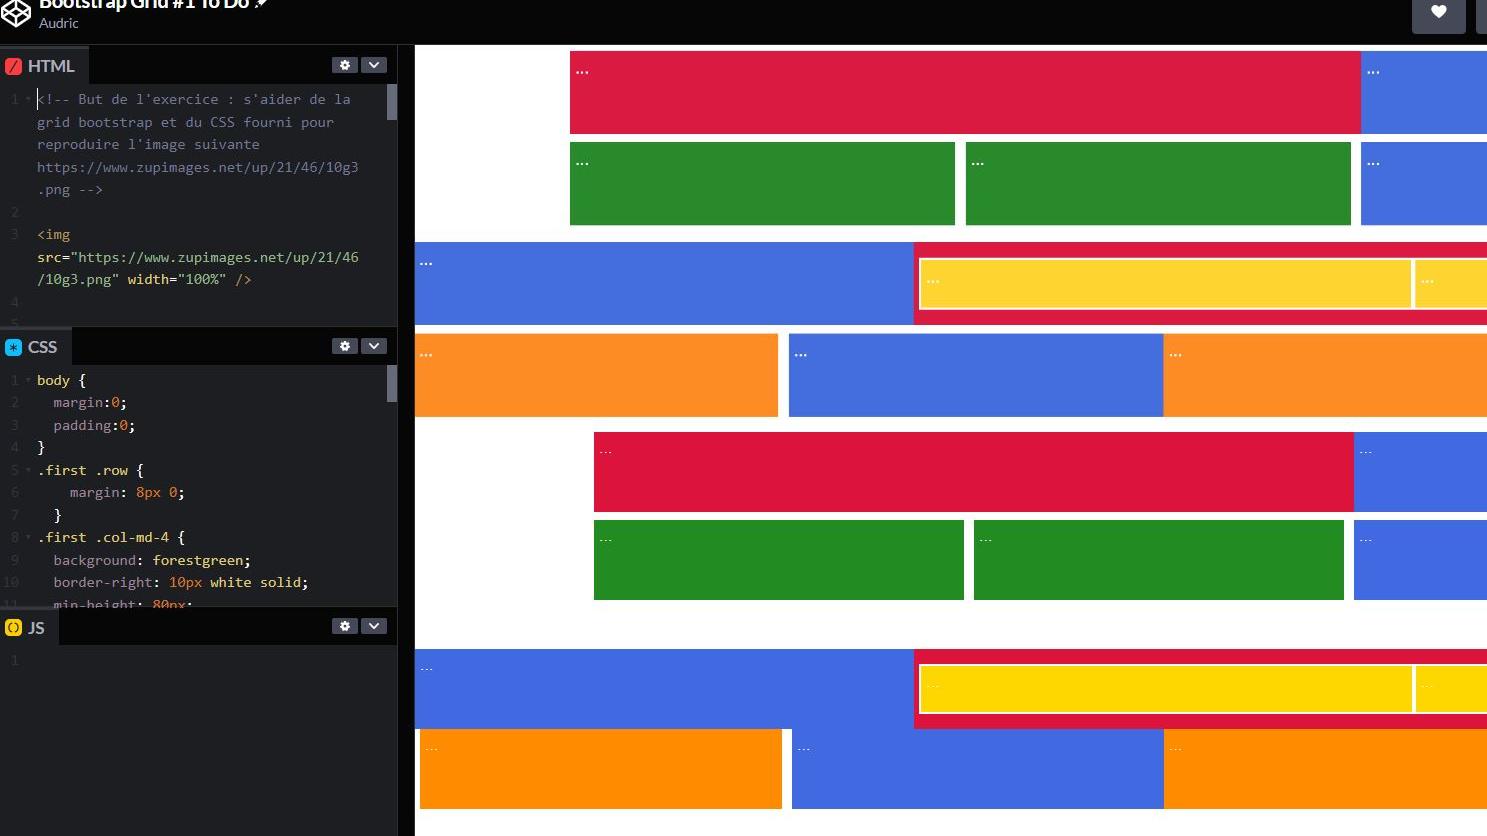 Bootstrap Grid #1 To Do
Audric
HTML
1 <!-- But de l'exercice : s'aider de la
grid bootstrap et du CSS fourni pour
reproduire l'image suivante
https://www.zupimages.net/up/21/46/10g3
.png -->
2
3 <img
src="https://www.zupimages.net/up/21/46
/10g3.png" width="100%" />
4
5
CSS
1 body {
2 margin:0;
3 padding:0;
4 }
5 .first .row {
6 margin: 8px 0;
7 }
8 .first .col-md-4 {
9 background: forestgreen;
10 border-right: 10px white solid;
11 min-height: 80px;
JS
1
... ...
... ... ...
... ... ...
... ... ...
... ...
... ... ...
... ... ...
... ... ...